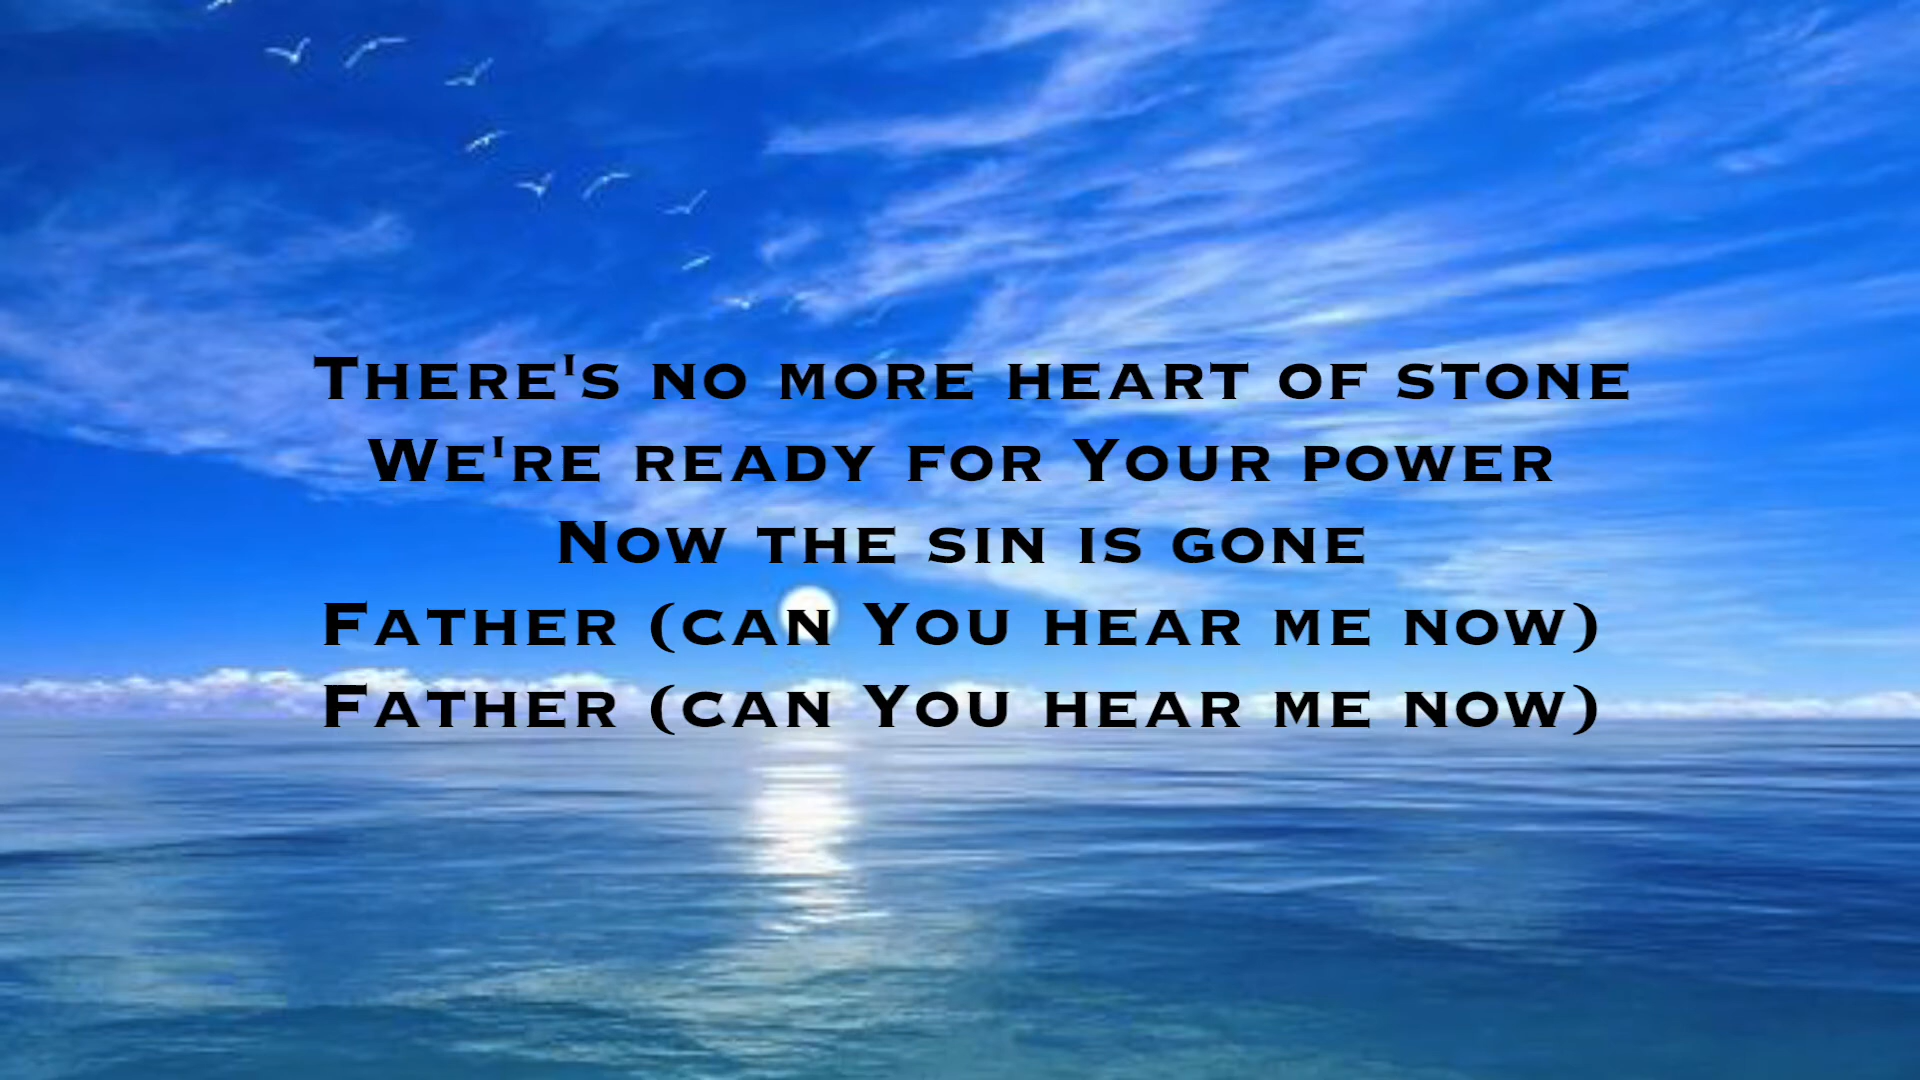 There's no more heart of stone
We're ready for Your power
Now the sin is gone
Father (can You hear me now)
Father (can You hear me now)